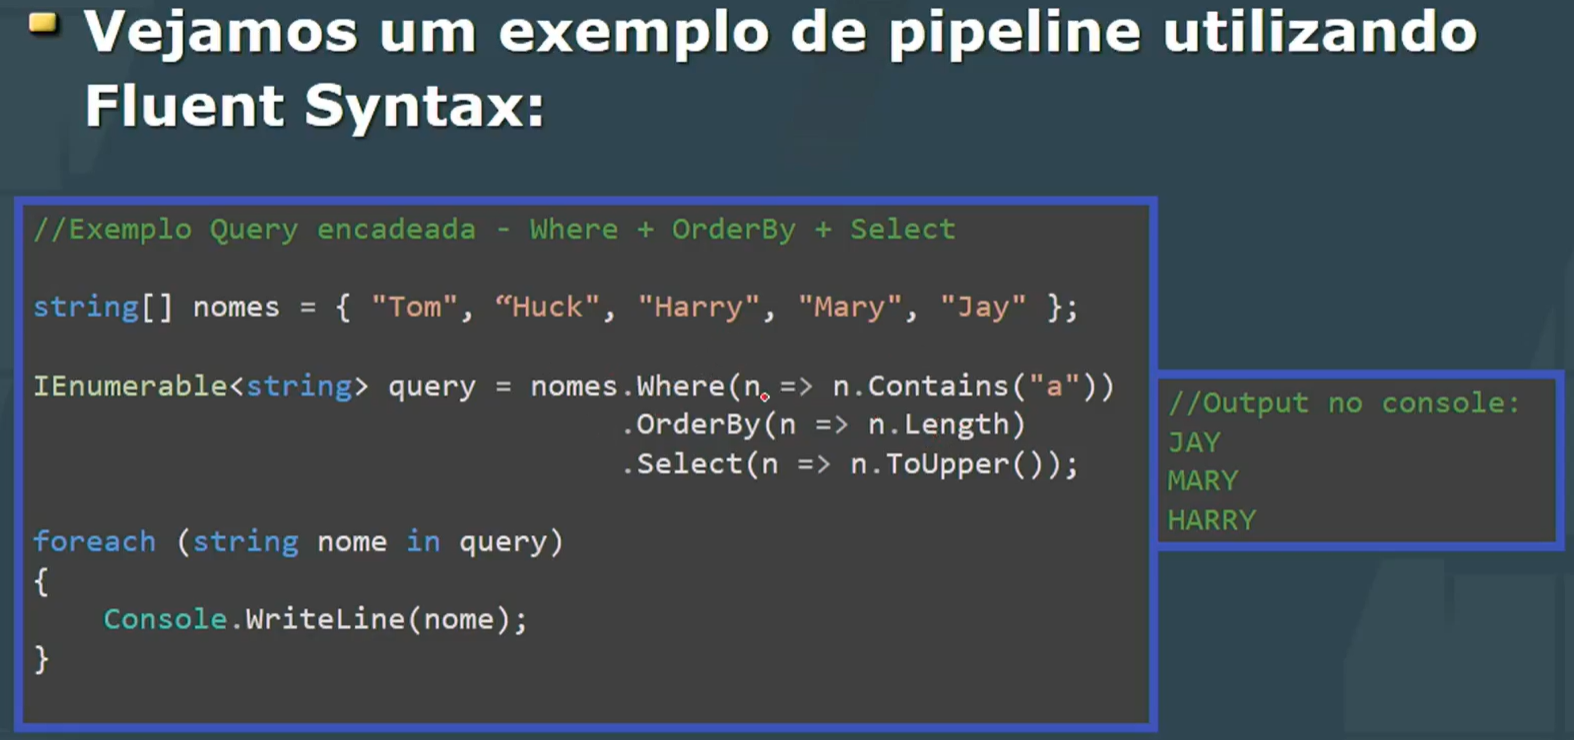 Vejamos um exemplo de pipeline utilizando
Fluent Syntax:
//Exemplo Query encadeada - Where + OrderBy + Select
string[] nomes = { "Tom", “Huck", "Harry", "Mary", "Jay" };
IEnumerable<string> query = nomes.Where(n => n.Contains("a"))
.OrderBy(n => n.Length)
.Select(n => n.ToUpper());
foreach (string nome in query)
{
Console.WriteLine(nome);
}
//Output no console:
JAY
MARY
HARRY